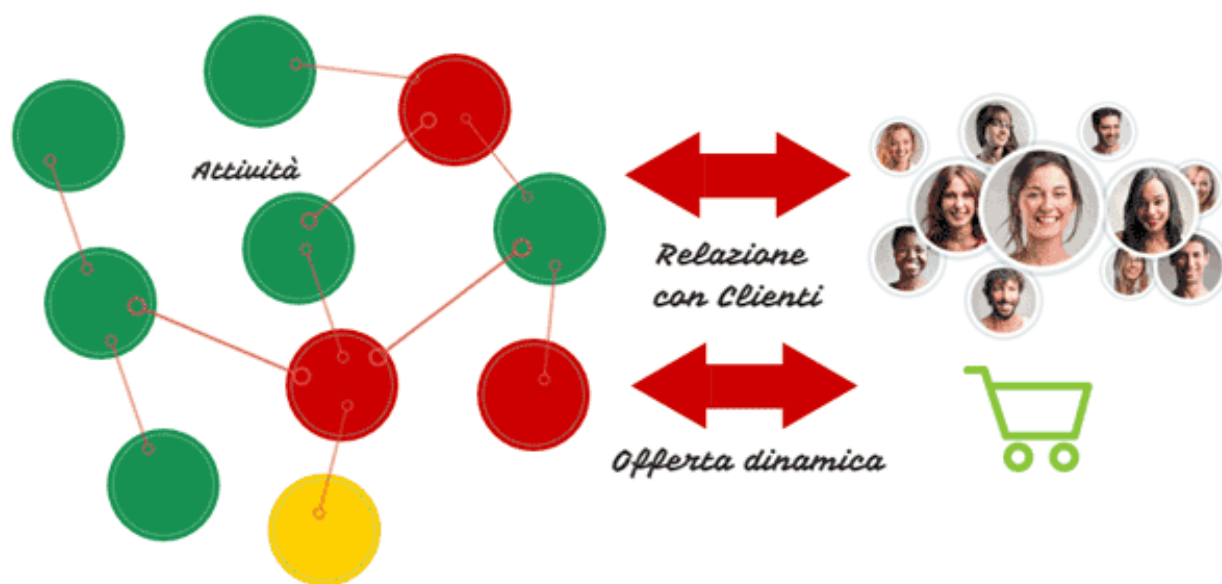 Attività
Relazione
con Clienti
Offerta dinamica